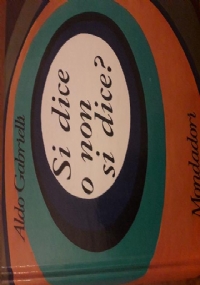 Aldo Gabrielli
Si dice
o non
si dice?
Mondadori